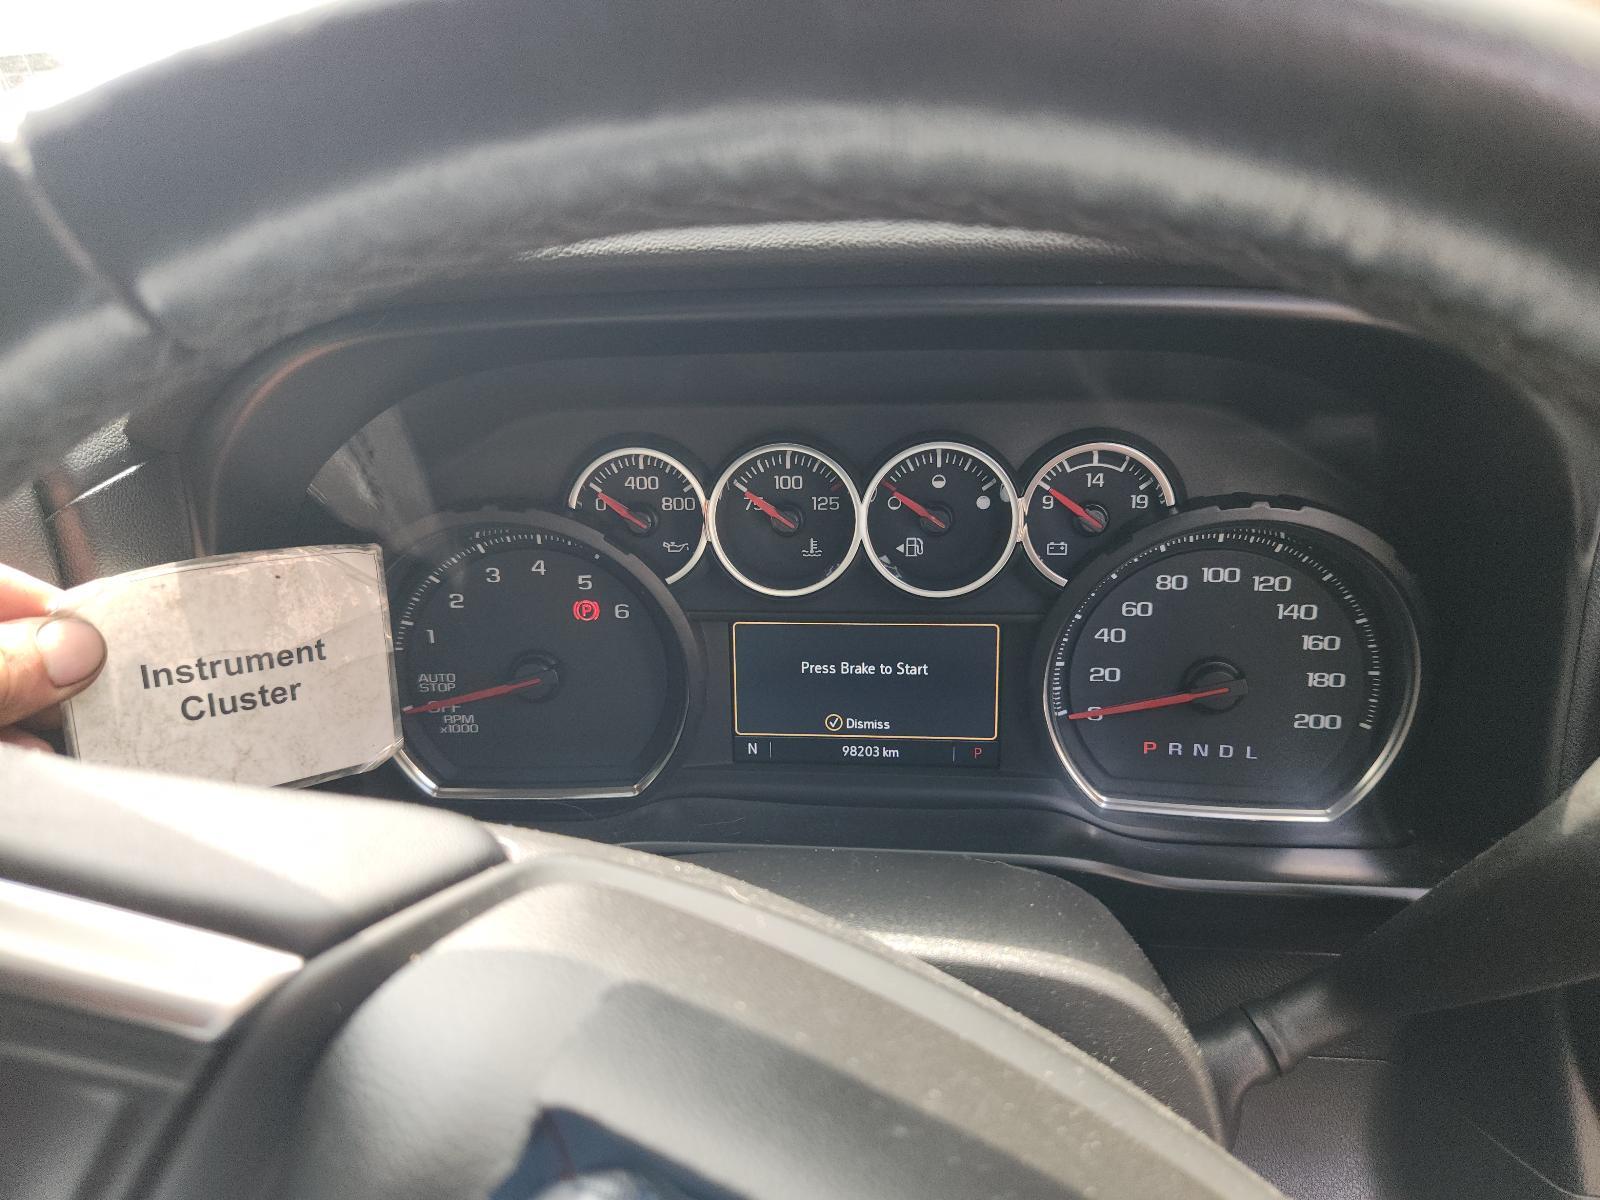 Instrument
Cluster
0 400 800
75 100 125
9 14 19
1 2 3 4 5 6
(P)
AUTO
STOP
OFF
RPM
x1000
Press Brake to Start
Dismiss
N 98203 km P
0 20 40 60 80 100 120 140 160 180 200
P R N D L